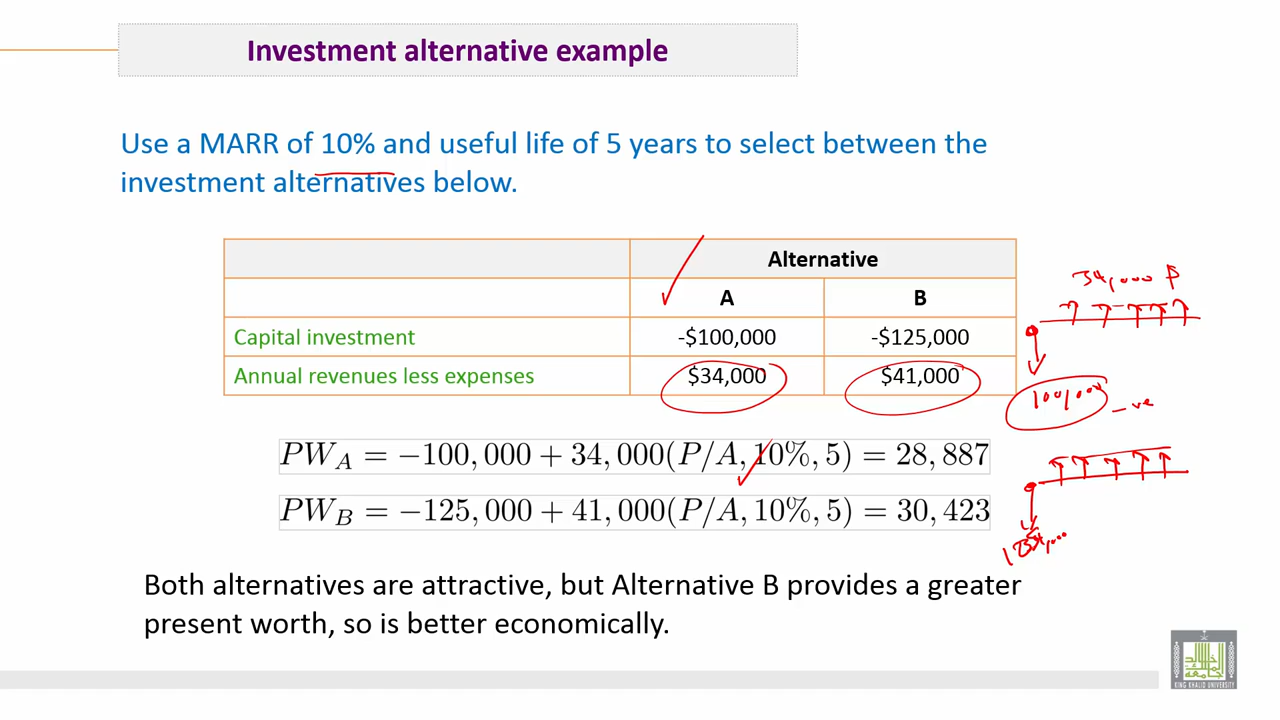 Investment alternative example
Use a MARR of 10% and useful life of 5 years to select between the
investment alternatives below.
Alternative
A B
Capital investment -$100,000 -$125,000
Annual revenues less expenses $34,000 $41,000
34,000
100,000
-ve
PW_A = −100,000 + 34,000(P/A, 10%, 5) = 28,887
PW_B = −125,000 + 41,000(P/A, 10%, 5) = 30,423
Both alternatives are attractive, but Alternative B provides a greater
present worth, so is better economically.
KING KHALID UNIVERSITY